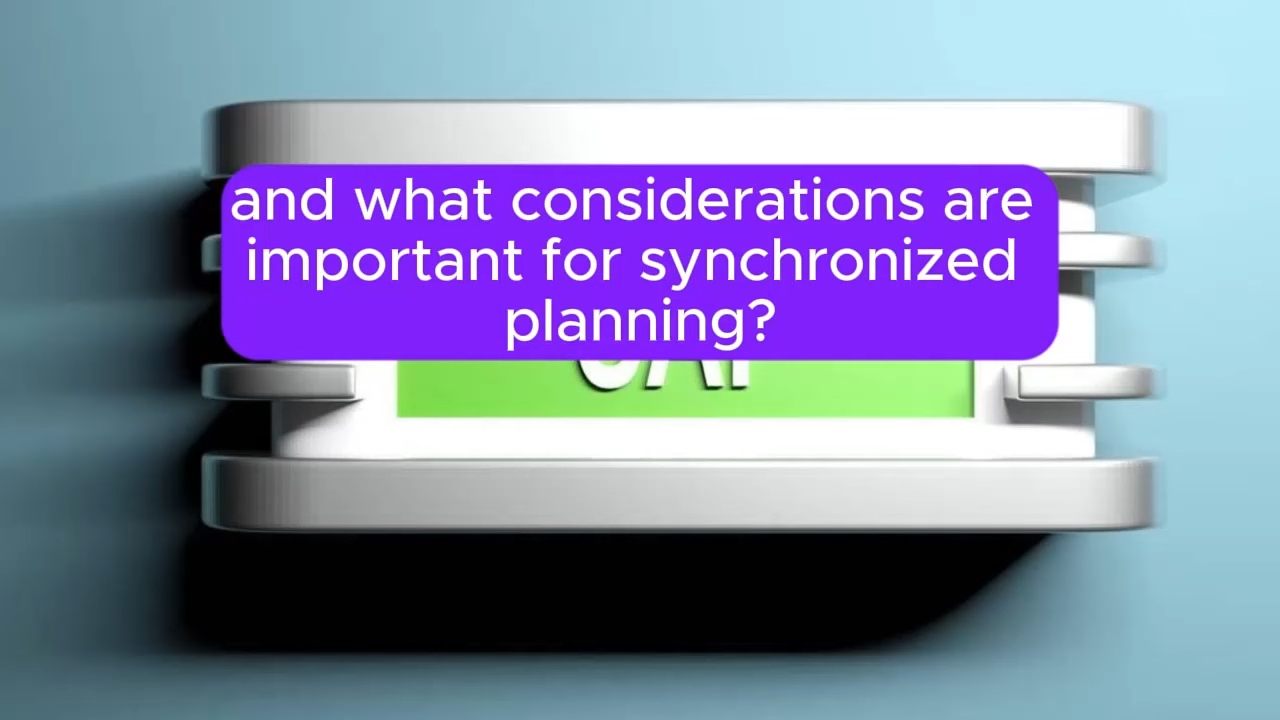 and what considerations are
important for synchronized
planning?